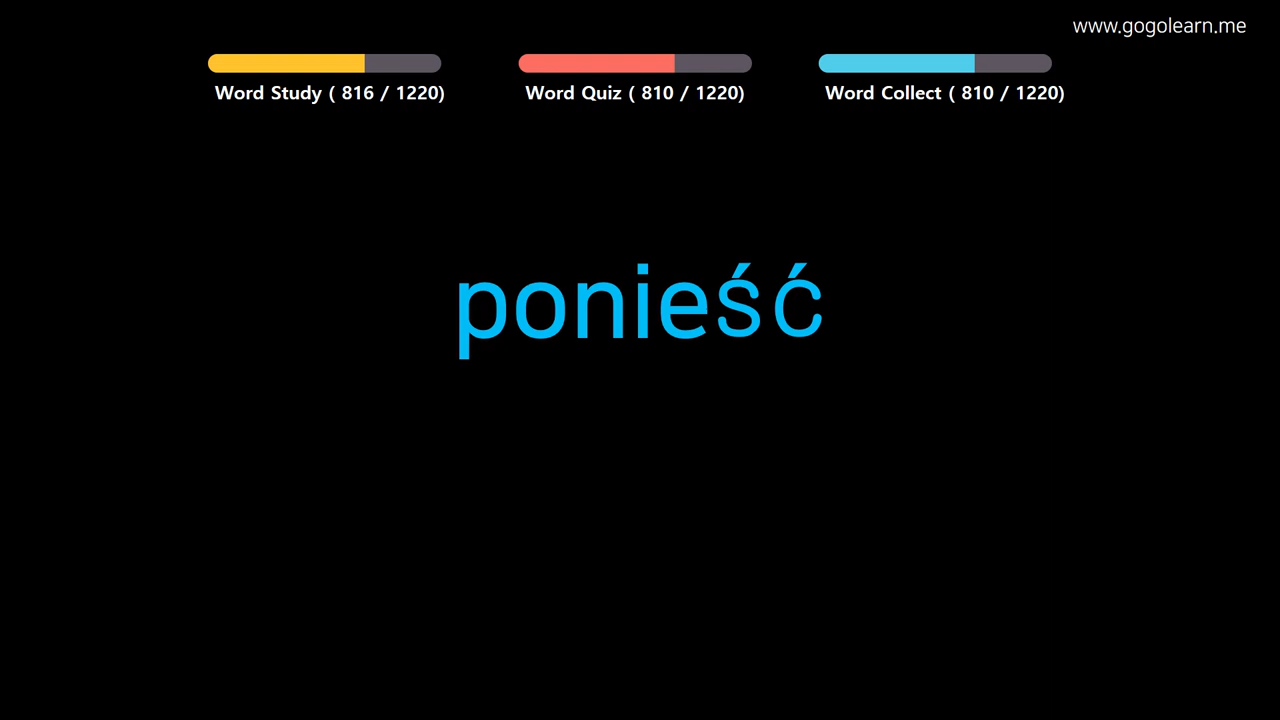 www.gogolearn.me
Word Study ( 816 / 1220)
Word Quiz ( 810 / 1220)
Word Collect ( 810 / 1220)
ponieść